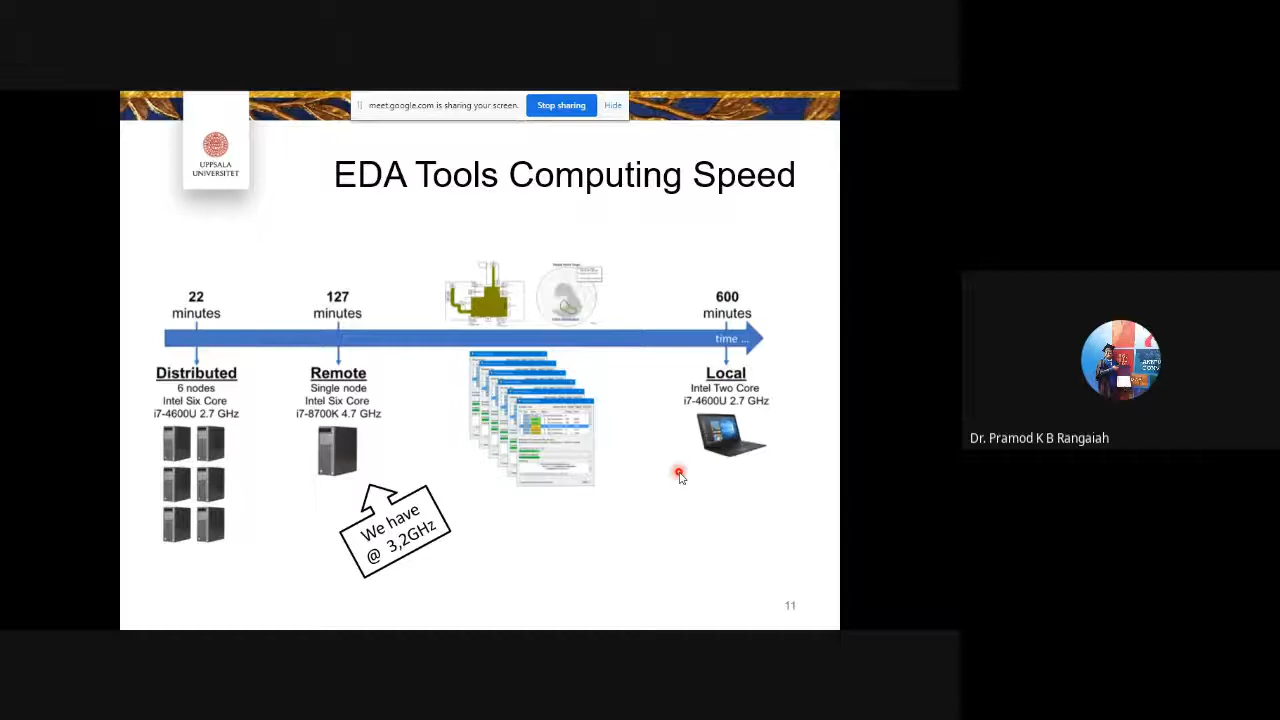 meet.google.com is sharing your screen.
Stop sharing
Hide
UPPSALA
UNIVERSITET
EDA Tools Computing Speed
22
minutes
127
minutes
600
minutes
time ...
Distributed
6 nodes
Intel Six Core
i7-4600U 2.7 GHz
Remote
Single node
Intel Six Core
i7-8700K 4.7 GHz
Local
Intel Two Core
i7-4600U 2.7 GHz
We have
@ 3,2GHz
11
Dr. Pramod K B Rangaiah